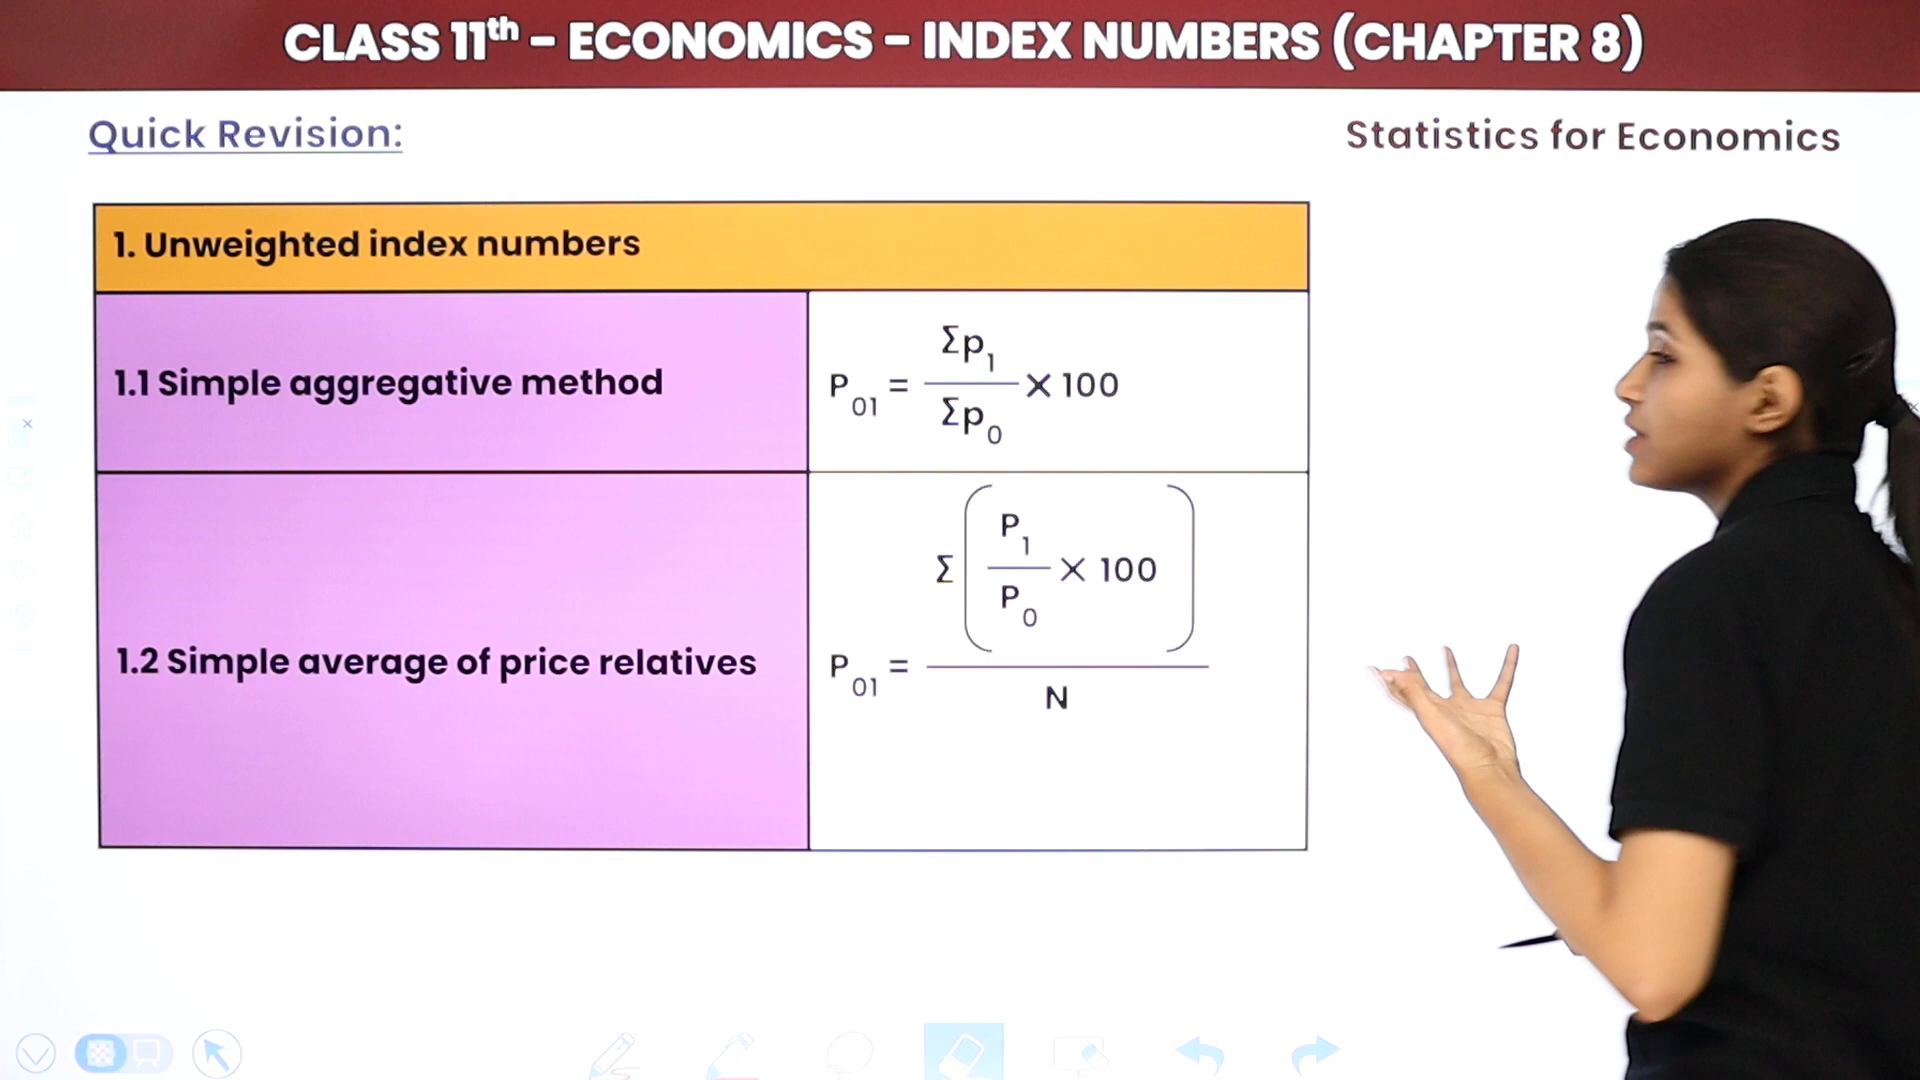 CLASS 11th – ECONOMICS – INDEX NUMBERS (CHAPTER 8)
Quick Revision:
Statistics for Economics
1. Unweighted index numbers
1.1 Simple aggregative method
P₀₁ = Σp₁ / Σp₀ × 100
1.2 Simple average of price relatives
P₀₁ = Σ (P₁ / P₀ × 100) / N